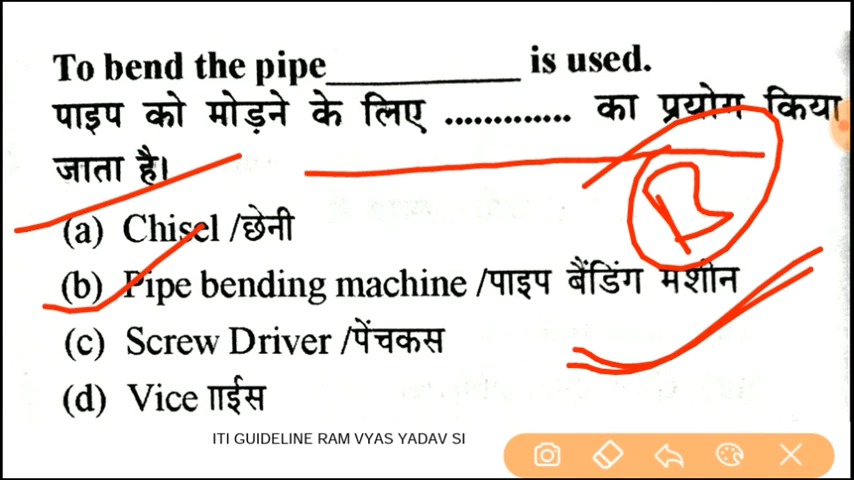 To bend the pipe__________ is used.
पाइप को मोड़ने के लिए ............. का प्रयोग किया
जाता है।
B
(a) Chisel /छेनी
(b) Pipe bending machine /पाइप बैंडिंग मशीन
(c) Screw Driver /पेंचकस
(d) Vice ााईस
ITI GUIDELINE RAM VYAS YADAV SI